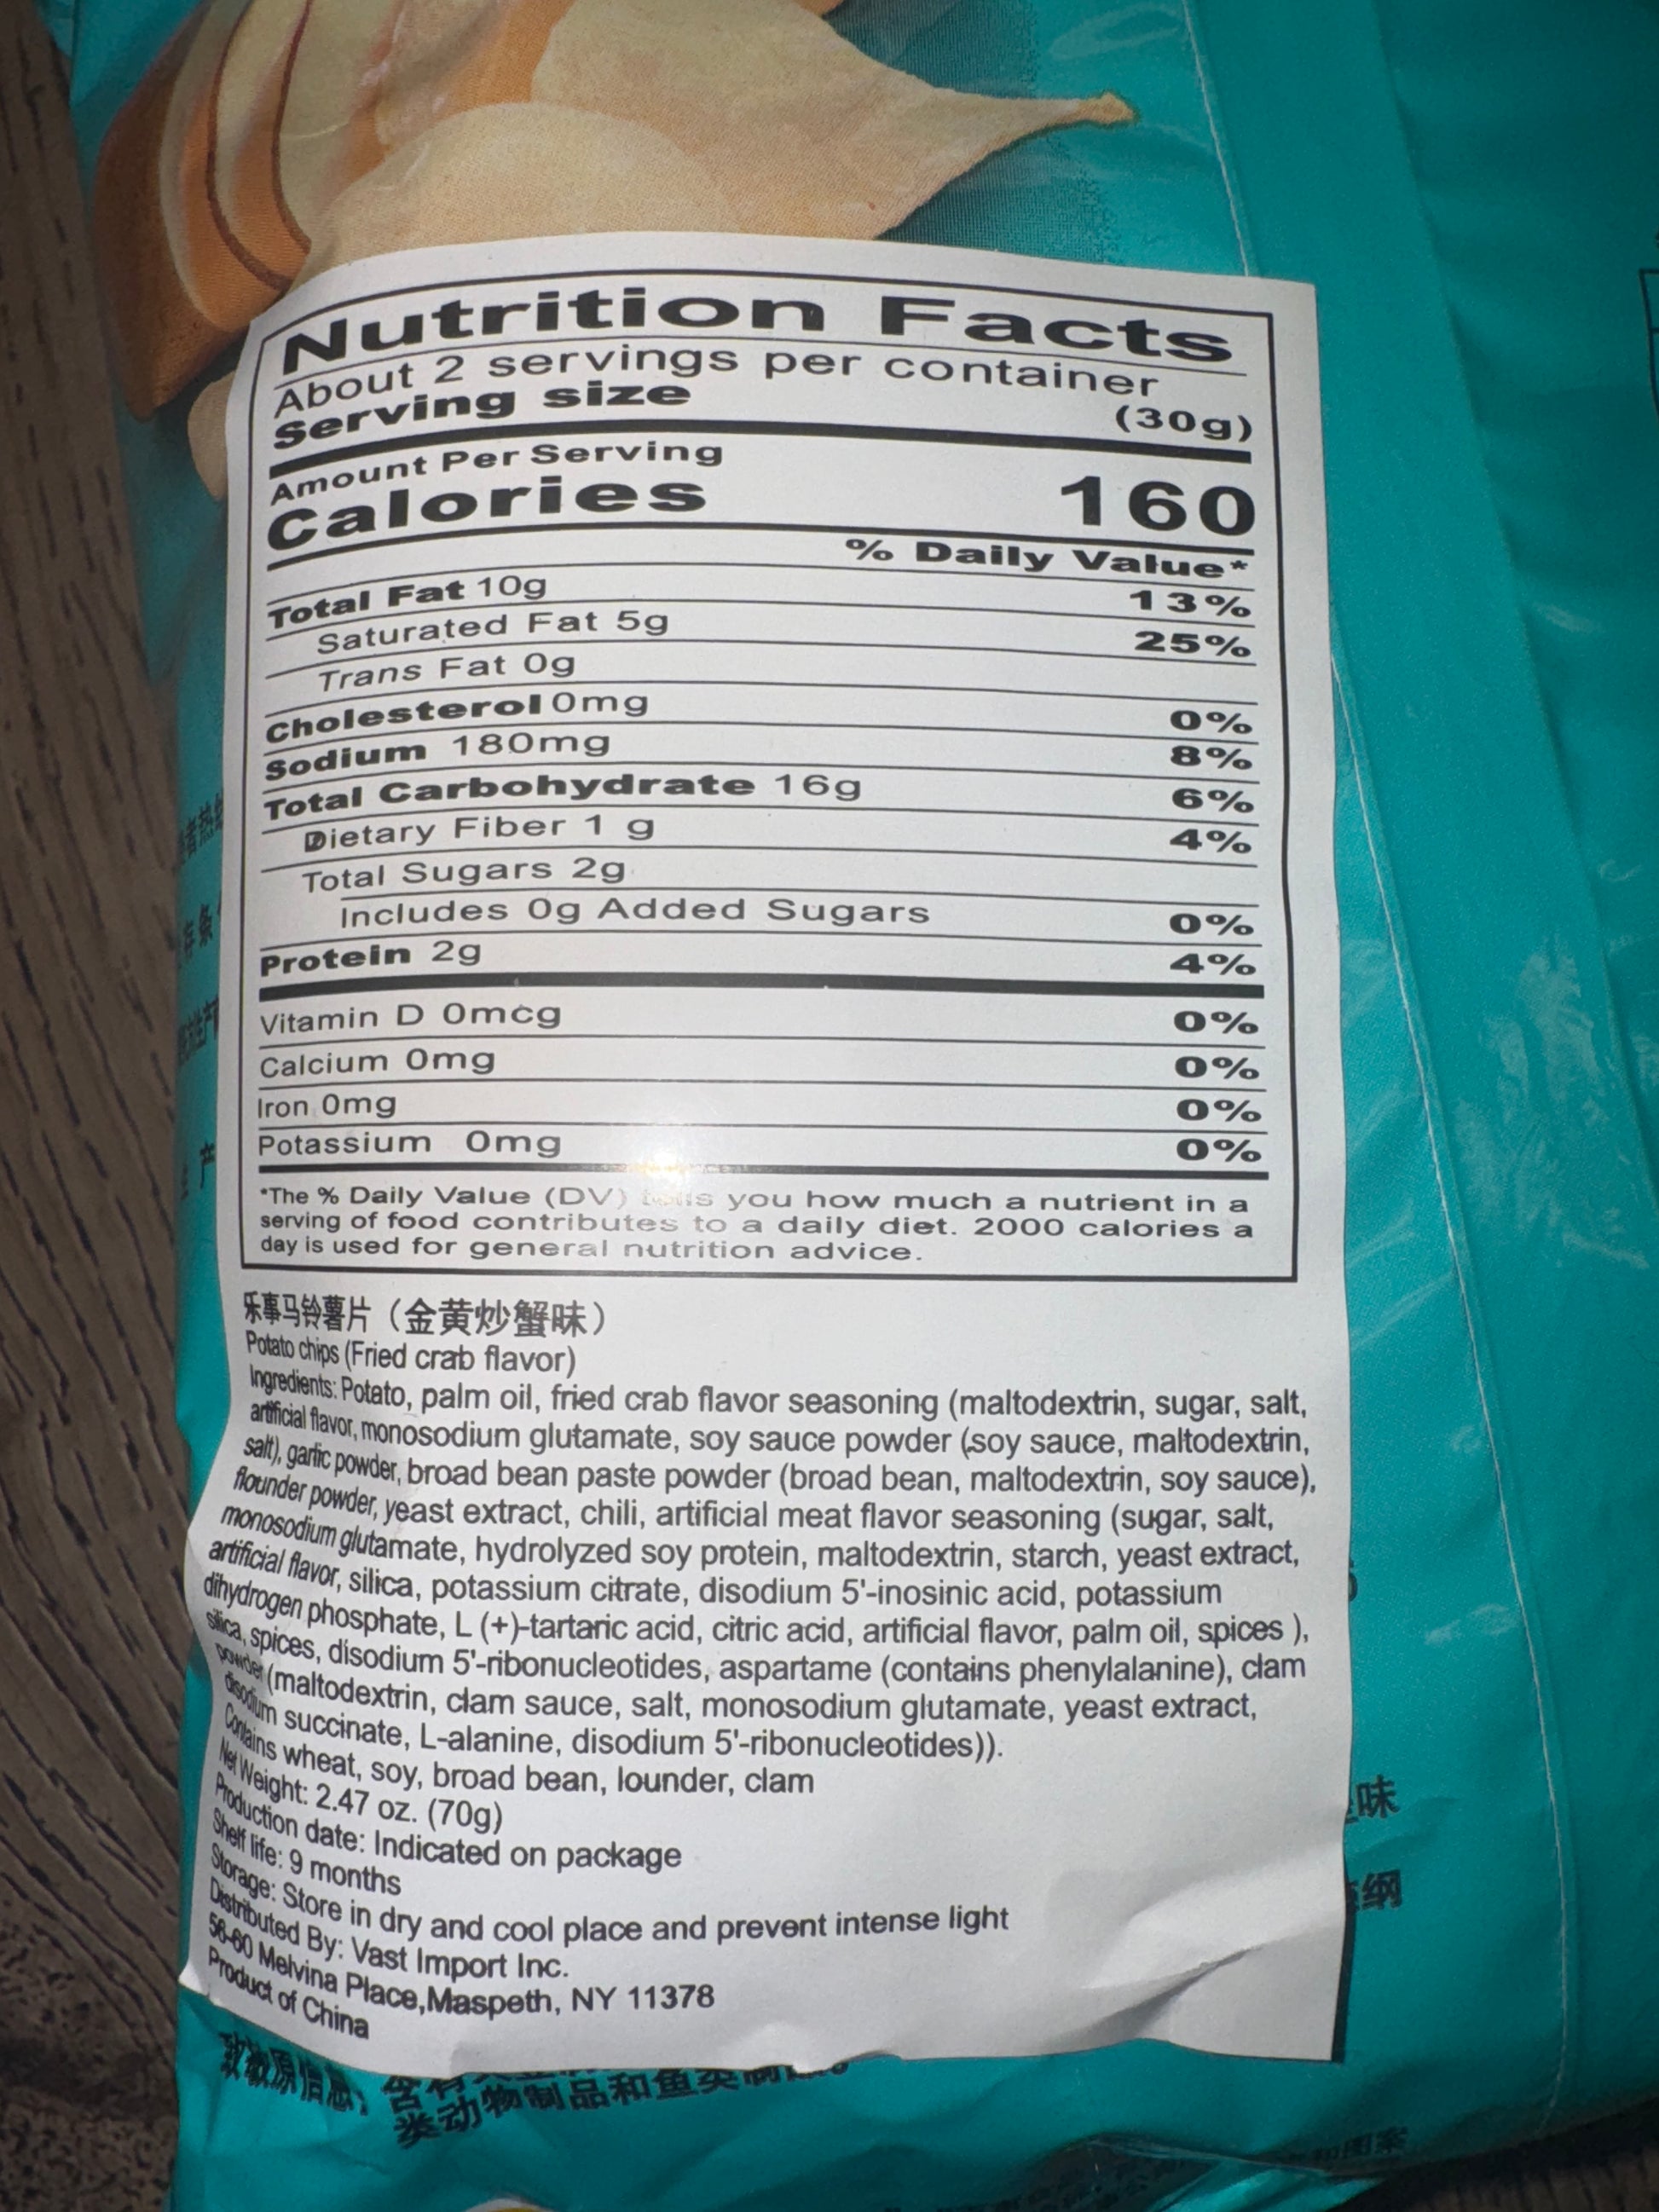 Nutrition Facts
About 2 servings per container
Serving size (30g)
Amount Per Serving
Calories 160
% Daily Value*
Total Fat 10g 13%
Saturated Fat 5g 25%
Trans Fat 0g
Cholesterol 0mg 0%
Sodium 180mg 8%
Total Carbohydrate 16g 6%
Dietary Fiber 1 g 4%
Total Sugars 2g
Includes 0g Added Sugars 0%
Protein 2g 4%
Vitamin D 0mcg 0%
Calcium 0mg 0%
Iron 0mg 0%
Potassium 0mg 0%
*The % Daily Value (DV) tells you how much a nutrient in a
serving of food contributes to a daily diet. 2000 calories a
day is used for general nutrition advice.
乐事马铃薯片（金黄炒蟹味）
Potato chips (Fried crab flavor)
Ingredients: Potato, palm oil, fried crab flavor seasoning (maltodextrin, sugar, salt,
artificial flavor, monosodium glutamate, soy sauce powder (soy sauce, maltodextrin,
salt), garlic powder, broad bean paste powder (broad bean, maltodextrin, soy sauce),
flounder powder, yeast extract, chili, artificial meat flavor seasoning (sugar, salt,
monosodium glutamate, hydrolyzed soy protein, maltodextrin, starch, yeast extract,
artificial flavor, silica, potassium citrate, disodium 5'-inosinic acid, potassium
dihydrogen phosphate, L (+)-tartaric acid, citric acid, artificial flavor, palm oil, spices ),
silica, spices, disodium 5'-ribonucleotides, aspartame (contains phenylalanine), clam
powder (maltodextrin, clam sauce, salt, monosodium glutamate, yeast extract,
disodium succinate, L-alanine, disodium 5'-ribonucleotides)).
Contains wheat, soy, broad bean, lounder, clam
Net Weight: 2.47 oz. (70g)
Production date: Indicated on package
Shelf life: 9 months
Storage: Store in dry and cool place and prevent intense light
Distributed By: Vast Import Inc.
56-60 Melvina Place,Maspeth, NY 11378
Product of China
致敏原信息：含有
类动物制品和鱼类制品
味
纲